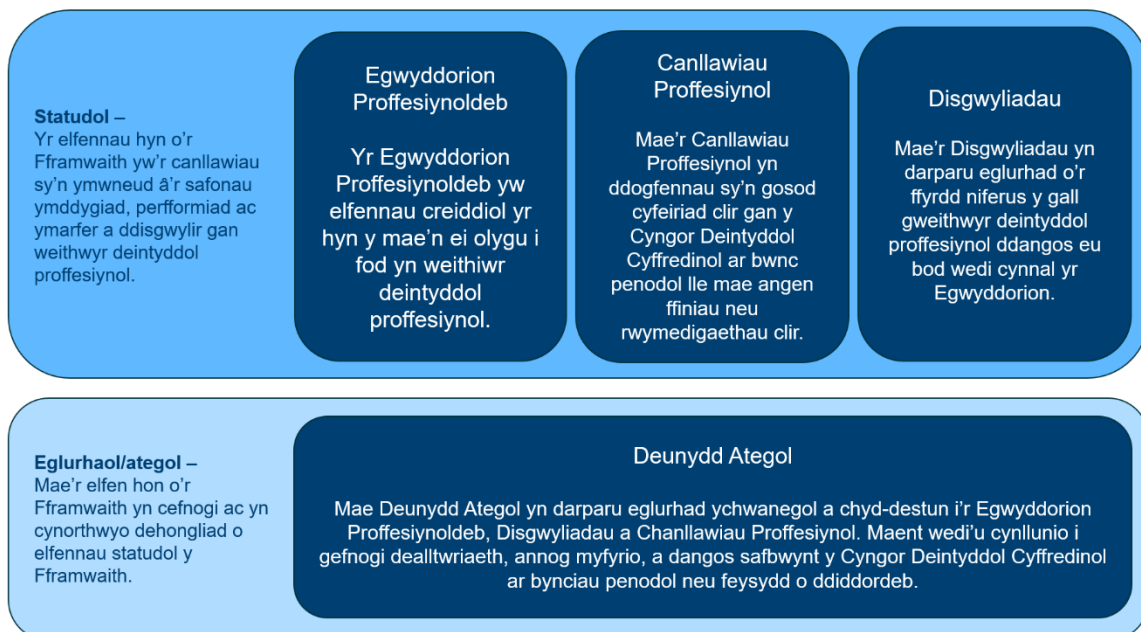 Statudol –
Yr elfennau hyn o'r
Fframwaith yw'r canllawiau
sy'n ymwneud â'r safonau
ymddygiad, perfformiad ac
ymarfer a ddisgwylir gan
weithwyr deintyddol
proffesiynol.
Egwyddorion
Proffesiynoldeb
Yr Egwyddorion
Proffesiynoldeb yw
elfennau creiddiol yr
hyn y mae'n ei olygu i
fod yn weithiwr
deintyddol
proffesiynol.
Canllawiau
Proffesiynol
Mae'r Canllawiau
Proffesiynol yn
ddogfennau sy'n gosod
cyfeiriad clir gan y
Cyngor Deintyddol
Cyffredinol ar bwnc
penodol lle mae angen
ffiniau neu
rwymedigaethau clir.
Disgwyliadau
Mae'r Disgwyliadau yn
darparu eglurhad o'r
ffyrdd niferus y gall
gweithwyr deintyddol
proffesiynol ddangos eu
bod wedi cynnal yr
Egwyddorion.
Eglurhaol/ategol –
Mae'r elfen hon o'r
Fframwaith yn cefnogi ac yn
cynorthwyo dehongliad o
elfennau statudol y
Fframwaith.
Deunydd Ategol
Mae Deunydd Ategol yn darparu eglurhad ychwanegol a chyd-destun i'r Egwyddorion
Proffesiynoldeb, Disgwyliadau a Chanllawiau Proffesiynol. Maent wedi'u cynllunio i
gefnogi dealltwriaeth, annog myfyrio, a dangos safbwynt y Cyngor Deintyddol Cyffredinol
ar bynciau penodol neu feysydd o ddiddordeb.